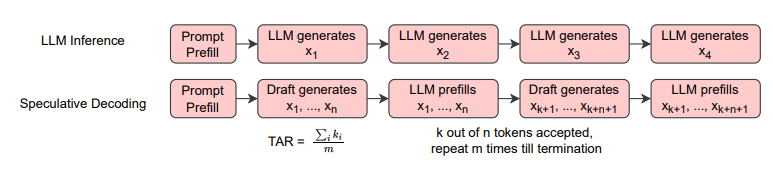 LLM Inference
Prompt Prefill
LLM generates x₁
LLM generates x₂
LLM generates x₃
LLM generates x₄
Speculative Decoding
Prompt Prefill
Draft generates x₁, ..., xₙ
LLM prefills x₁, ..., xₙ
Draft generates xₖ₊₁, ..., xₖ₊ₙ₊₁
LLM prefills xₖ₊₁, ..., xₖ₊ₙ₊₁
TAR = ∑ᵢ kᵢ / m
k out of n tokens accepted,
repeat m times till termination